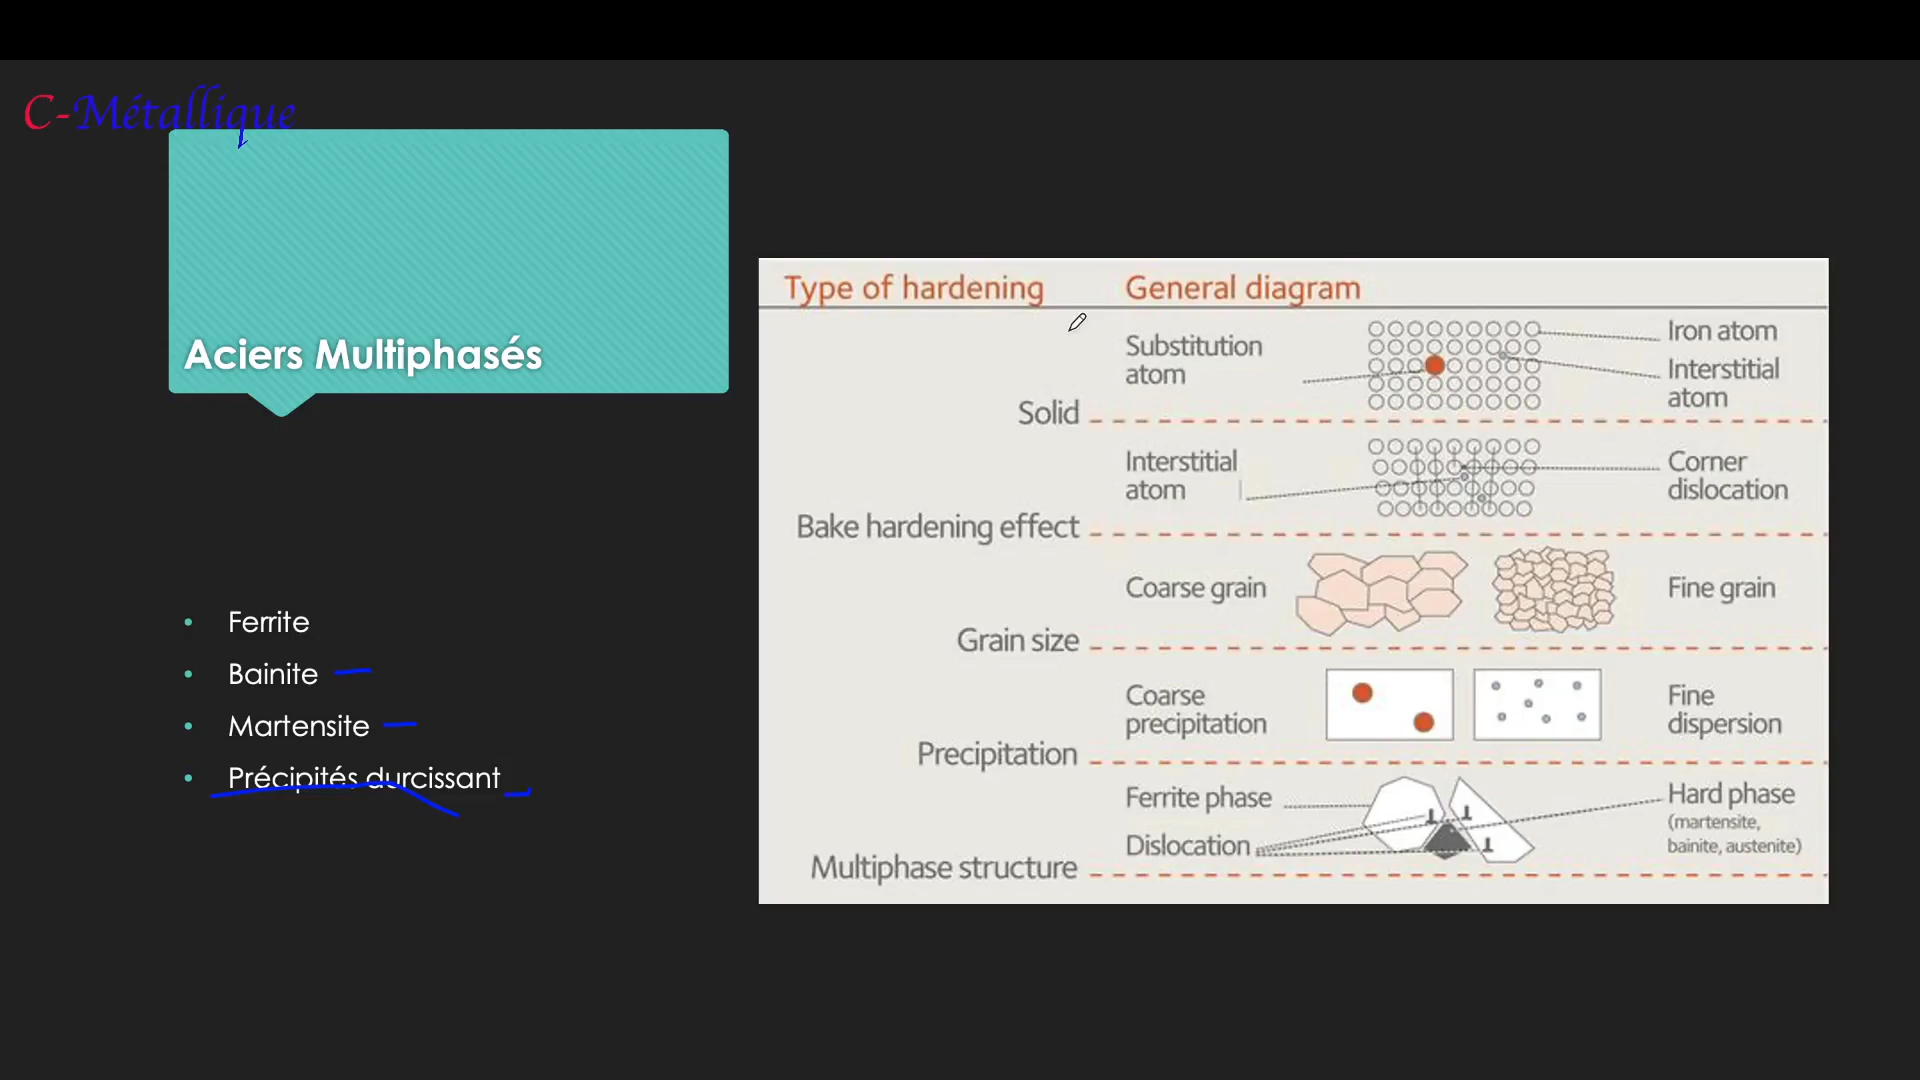 C-Métallique
Aciers Multiphasés
• Ferrite
• Bainite
• Martensite
• Précipités durcissant
Type of hardening
General diagram
Substitution
atom
Iron atom
Interstitial
atom
Solid
Interstitial
atom
Corner
dislocation
Bake hardening effect
Coarse grain
Fine grain
Grain size
Coarse
precipitation
Fine
dispersion
Precipitation
Ferrite phase
Dislocation
Hard phase
(martensite,
bainite, austenite)
Multiphase structure